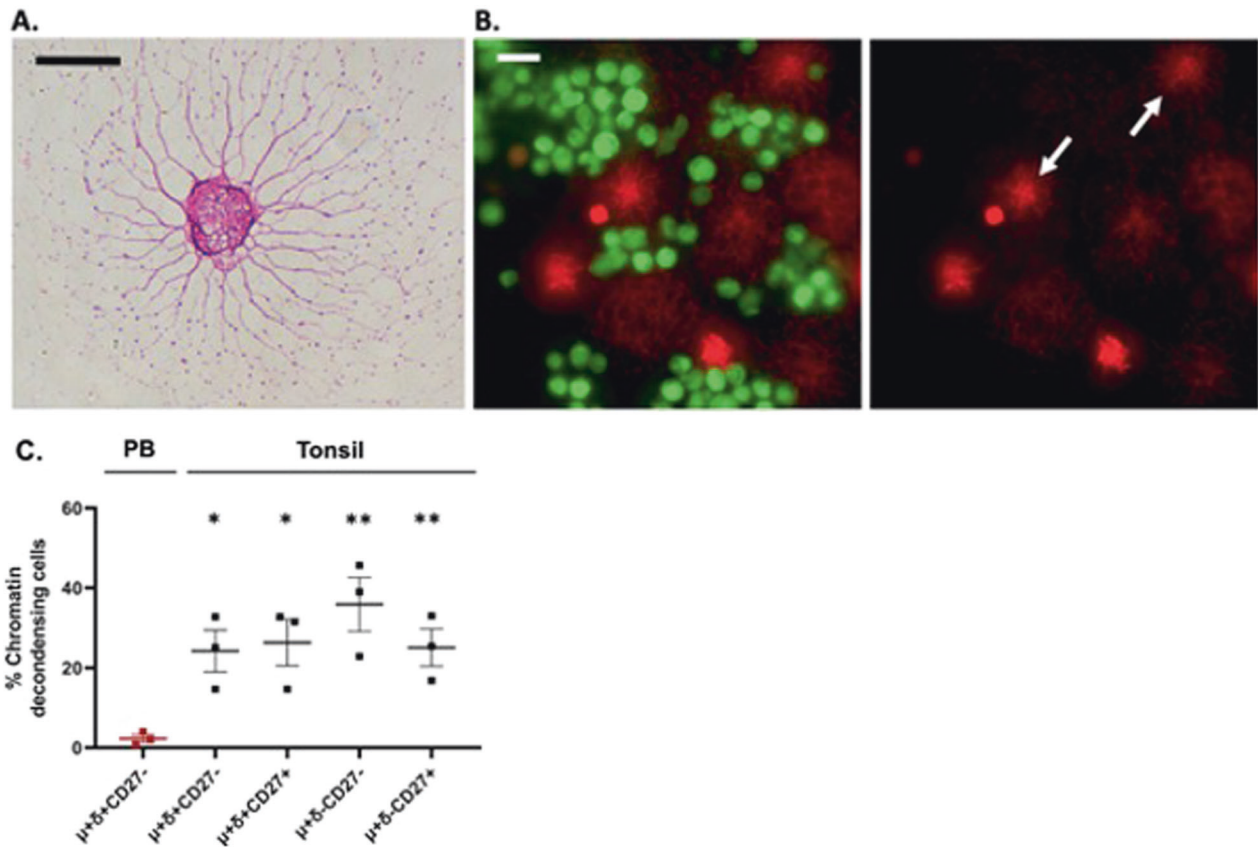 A.
B.
C.
PB
Tonsil
% Chromatin
decondensing cells
60
40
20
0
*
*
**
**
μ+δ+CD27-
μ+δ+CD27-
μ+δ+CD27+
μ+δ-CD27-
μ+δ-CD27+